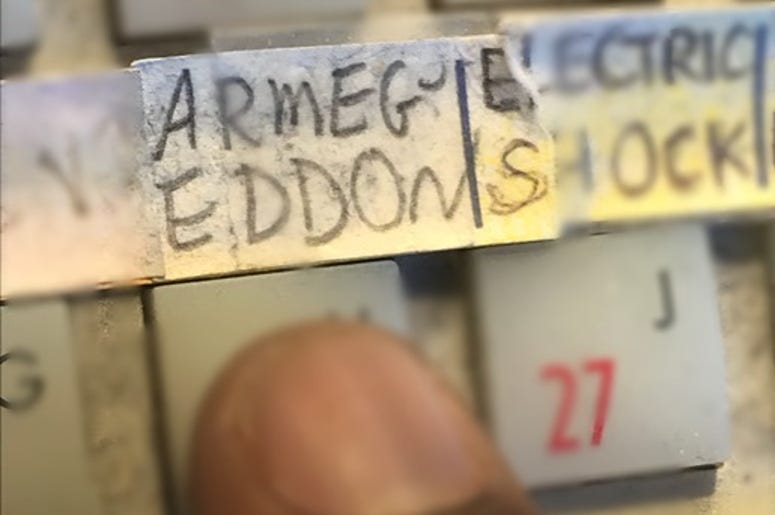 ARMEG- ELECTRIC
EDDON SHOCK
G J
27